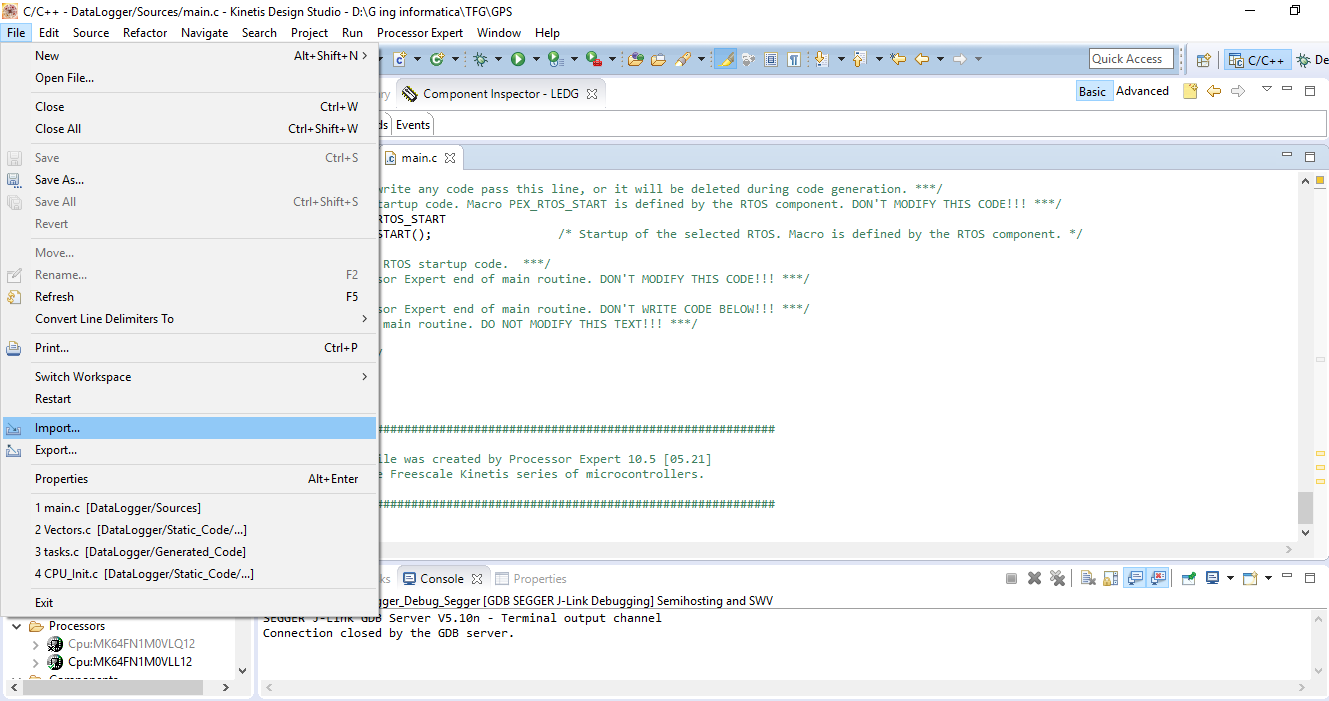 C/C++ - DataLogger/Sources/main.c - Kinetis Design Studio - D:\G ing informatica\TFG\GPS
File Edit Source Refactor Navigate Search Project Run Processor Expert Window Help
New Alt+Shift+N
Open File...
Close Ctrl+W
Close All Ctrl+Shift+W
Save Ctrl+S
Save As...
Save All Ctrl+Shift+S
Revert
Move...
Rename... F2
Refresh F5
Convert Line Delimiters To
Print... Ctrl+P
Switch Workspace
Restart
Import...
Export...
Properties Alt+Enter
1 main.c [DataLogger/Sources]
2 Vectors.c [DataLogger/Static_Code/...]
3 tasks.c [DataLogger/Generated_Code]
4 CPU_Init.c [DataLogger/Static_Code/...]
Exit
Quick Access
C/C++ De
Component Inspector - LEDG
Basic Advanced
ds Events
main.c
write any code pass this line, or it will be deleted during code generation. ***/
tartup code. Macro PEX_RTOS_START is defined by the RTOS component. DON'T MODIFY THIS CODE!!! ***/
RTOS_START
START(); /* Startup of the selected RTOS. Macro is defined by the RTOS component. */
RTOS startup code. ***/
sor Expert end of main routine. DON'T MODIFY THIS CODE!!! ***/
sor Expert end of main routine. DON'T WRITE CODE BELOW!!! ***/
main routine. DO NOT MODIFY THIS TEXT!!! ***/
/
#########################################################
ile was created by Processor Expert 10.5 [05.21]
e Freescale Kinetis series of microcontrollers.
#########################################################
ks Console Properties
gger_Debug_Segger [GDB SEGGER J-Link Debugging] Semihosting and SWV
SEGGER J-Link GDB Server V5.10n - Terminal output channel
Connection closed by the GDB server.
Processors
Cpu:MK64FN1M0VLQ12
Cpu:MK64FN1M0VLL12
Components